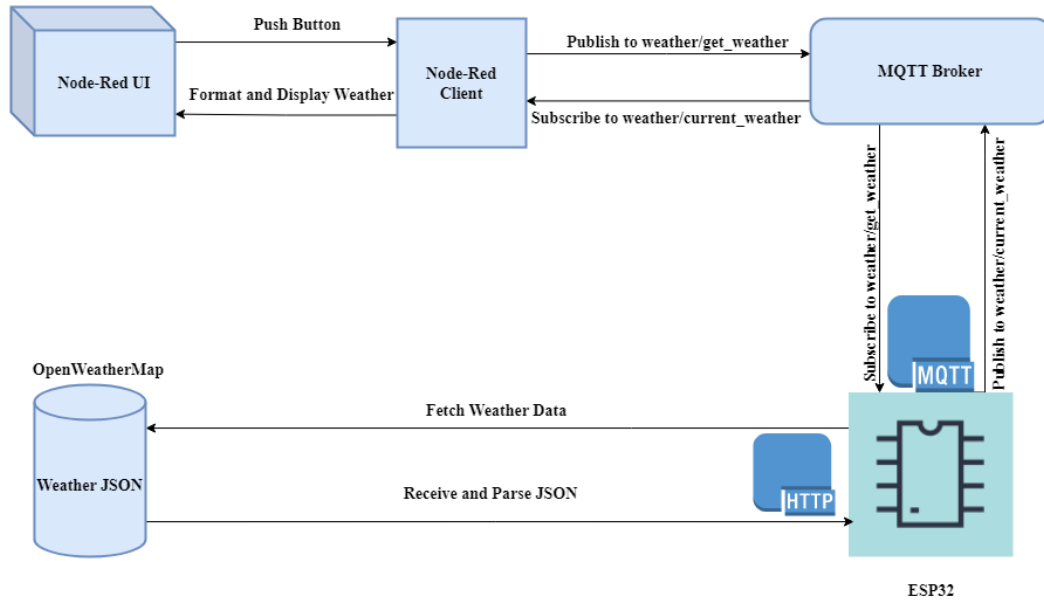 Push Button
Node-Red UI
Format and Display Weather
Node-Red
Client
Publish to weather/get_weather
Subscribe to weather/current_weather
MQTT Broker
Subscribe to weather/get_weather
Publish to weather/current_weather
MQTT
OpenWeatherMap
Weather JSON
Fetch Weather Data
Receive and Parse JSON
HTTP
ESP32